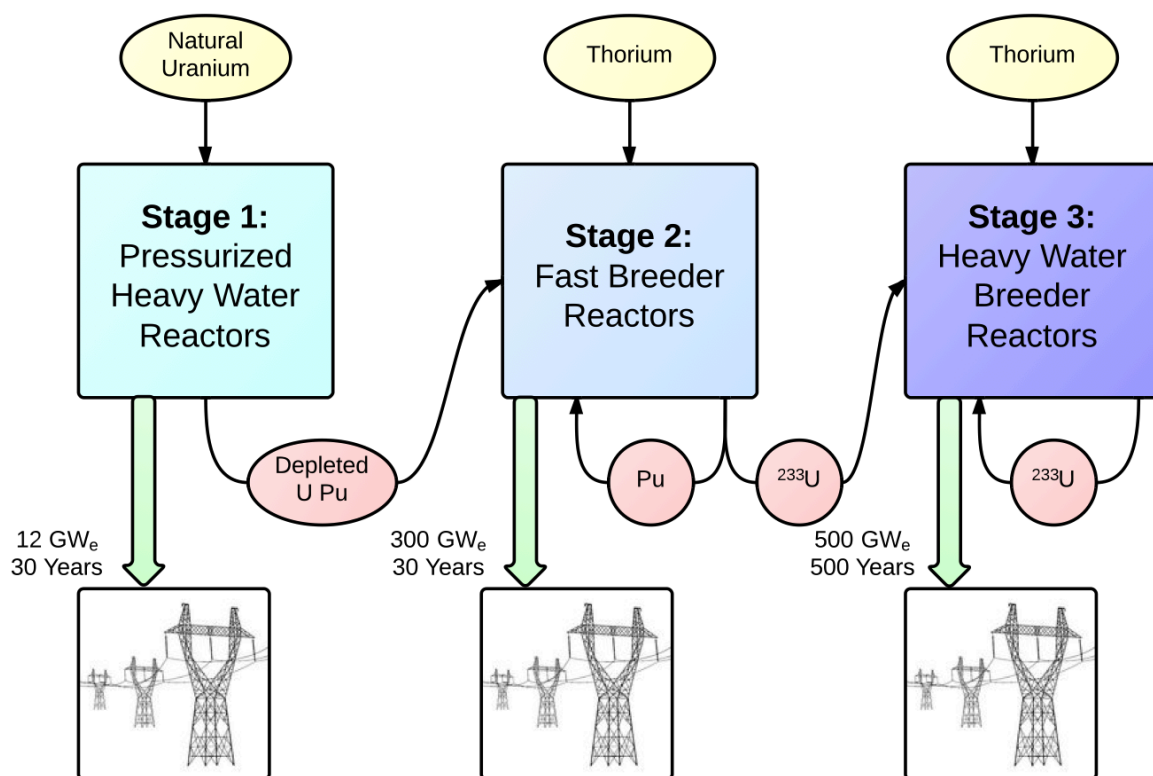 Natural
Uranium
Thorium
Thorium
Stage 1:
Pressurized
Heavy Water
Reactors
Stage 2:
Fast Breeder
Reactors
Stage 3:
Heavy Water
Breeder
Reactors
Depleted
U Pu
Pu
²³³U
²³³U
12 GWₑ
30 Years
300 GWₑ
30 Years
500 GWₑ
500 Years